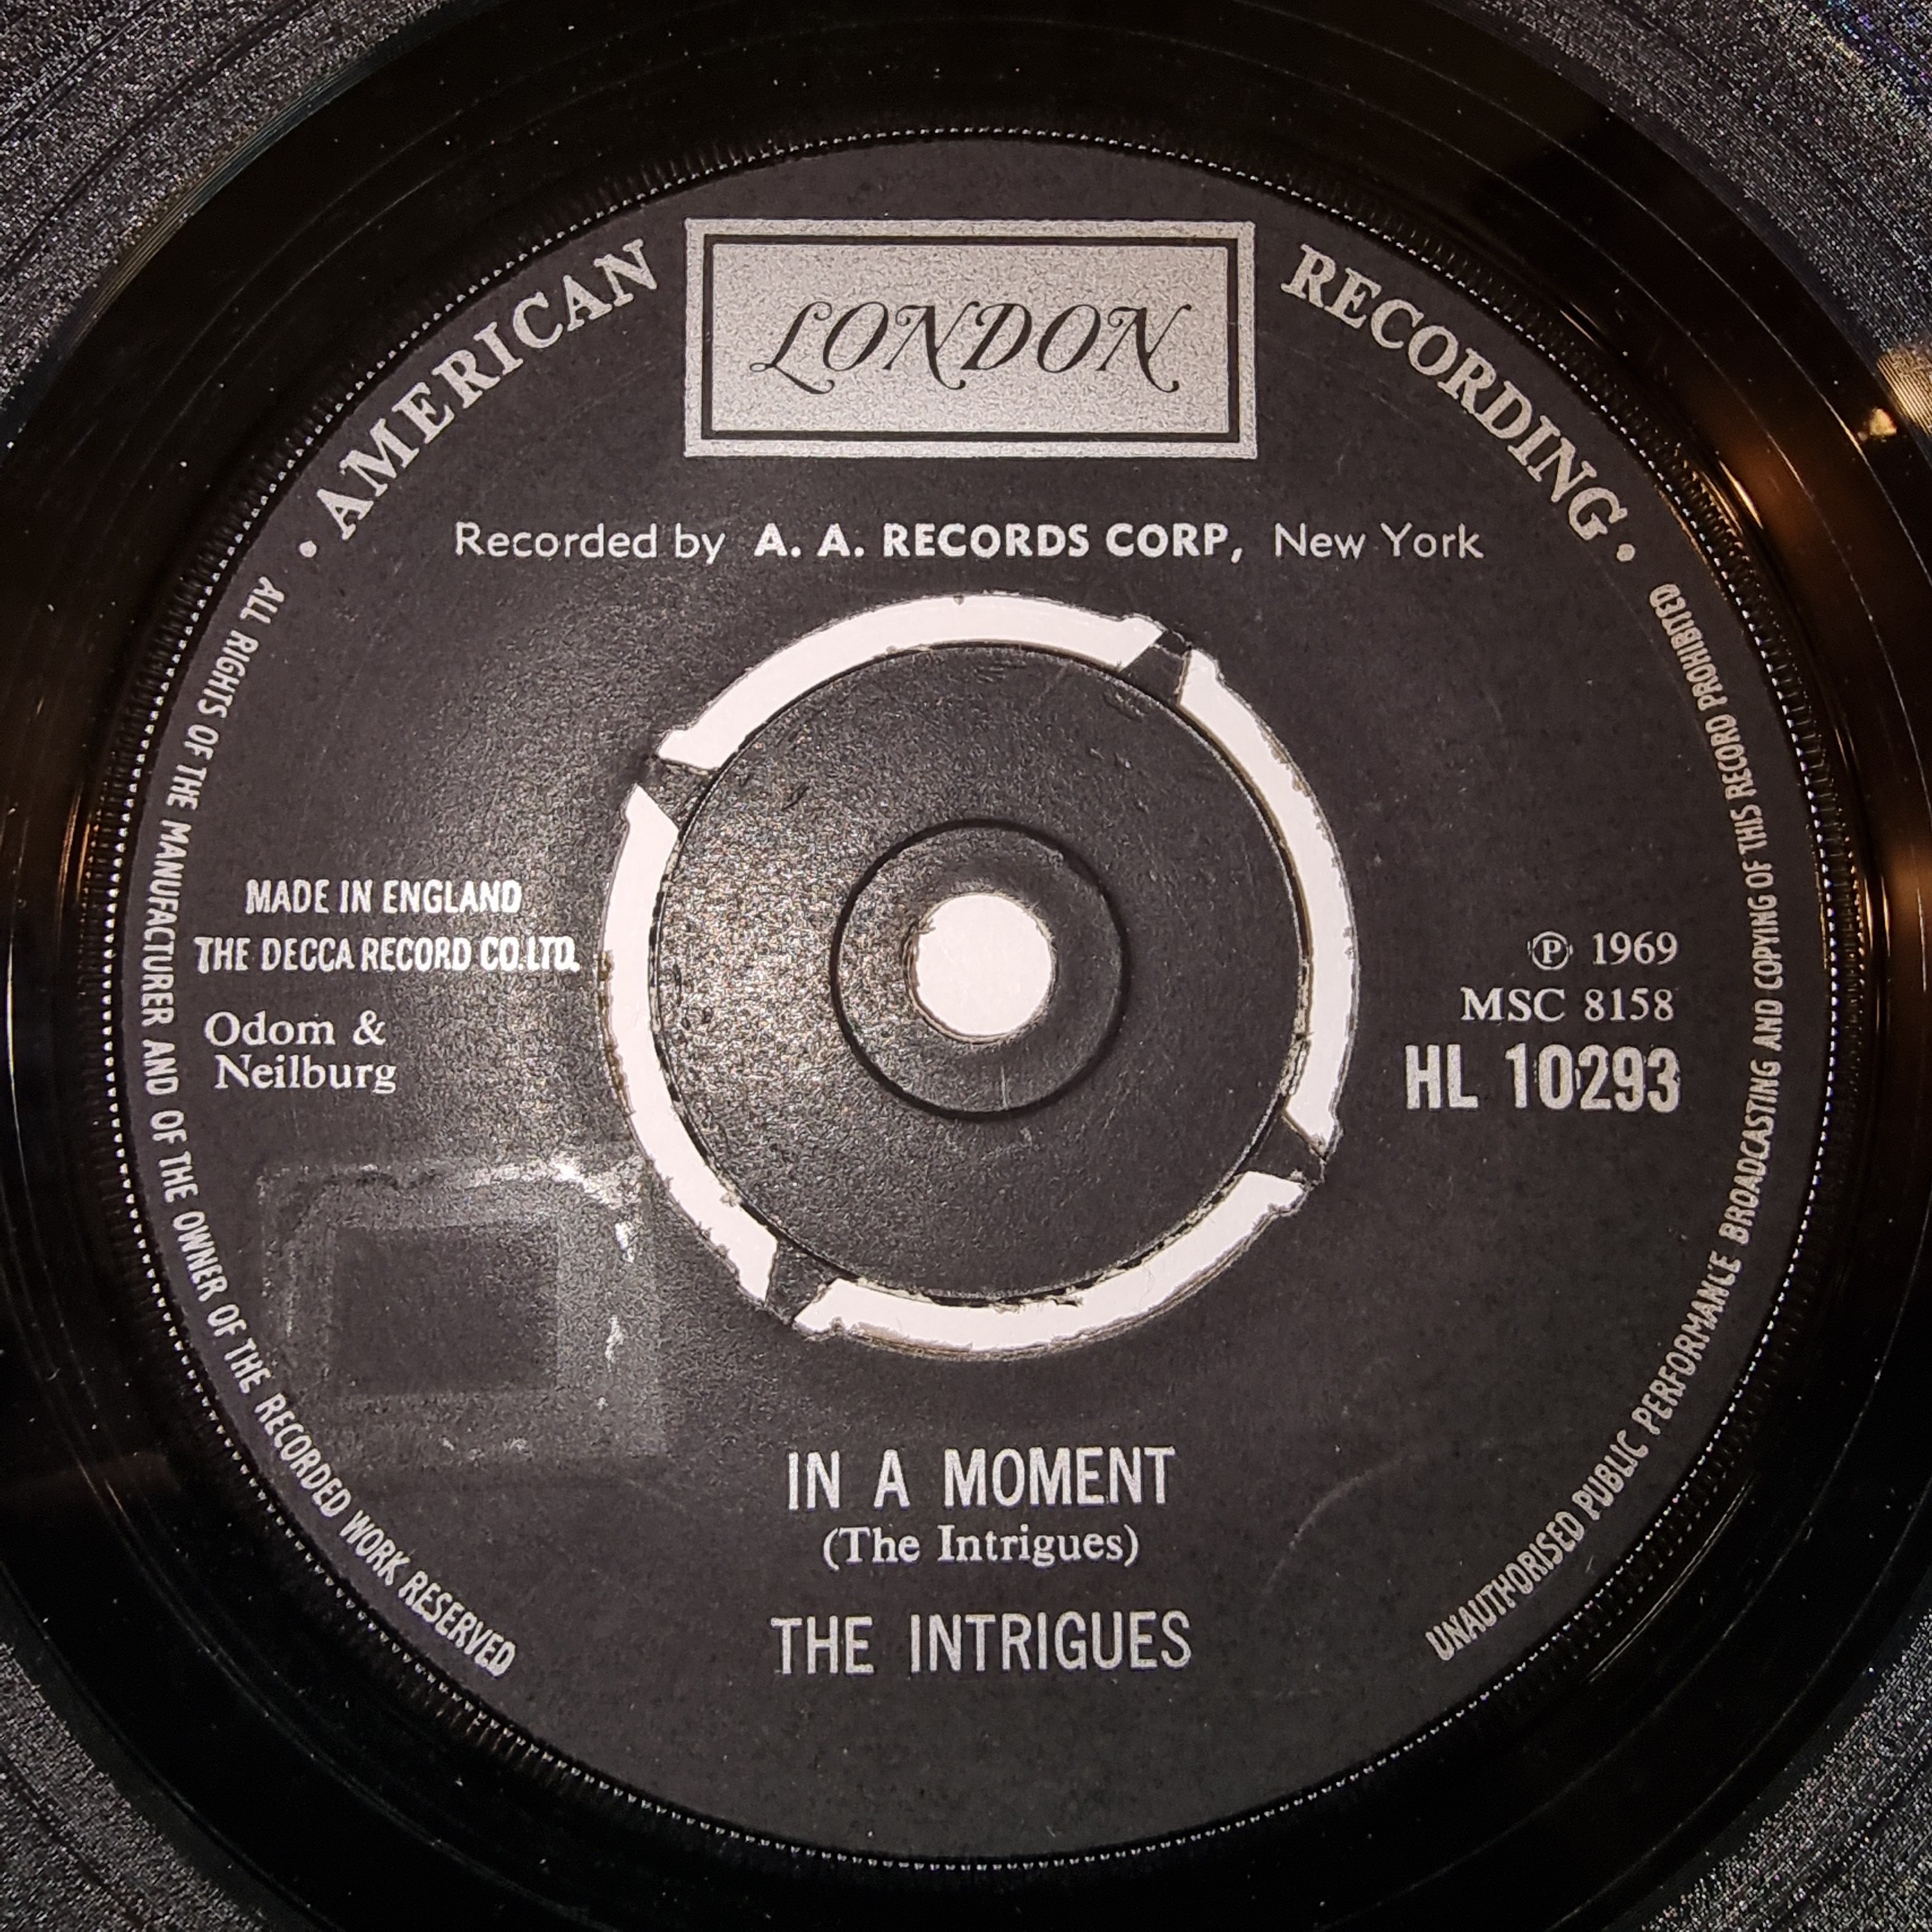 LONDON
· AMERICAN RECORDING ·
Recorded by A. A. RECORDS CORP, New York
MADE IN ENGLAND
THE DECCA RECORD CO. LTD.
Odom &
Neilburg
℗ 1969
MSC 8158
HL 10293
IN A MOMENT
(The Intrigues)
THE INTRIGUES
ALL RIGHTS OF THE MANUFACTURER AND OF THE OWNER OF THE RECORDED WORK RESERVED
UNAUTHORISED PUBLIC PERFORMANCE BROADCASTING AND COPYING OF THIS RECORD PROHIBITED